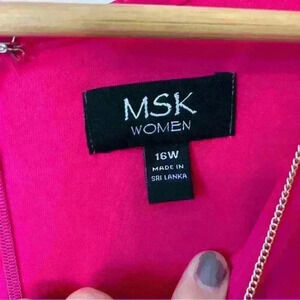 MSK
WOMEN
16W
MADE IN
SRI LANKA